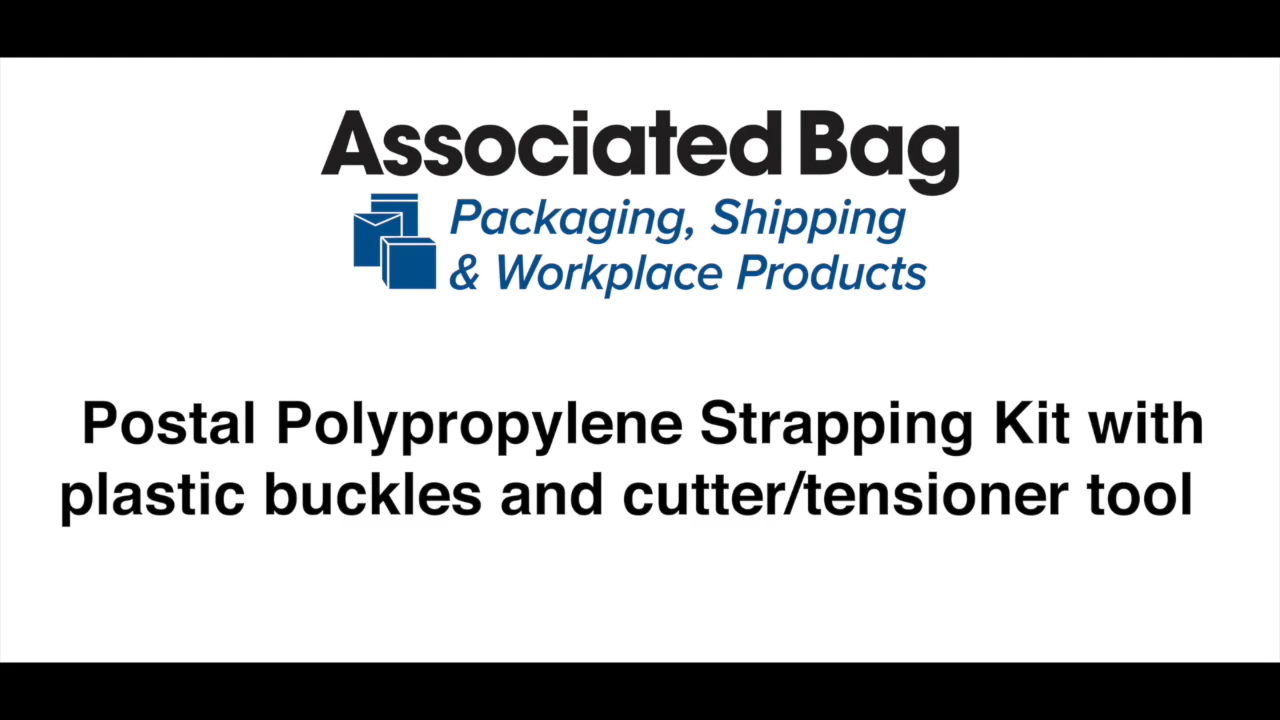 Associated Bag
Packaging, Shipping
& Workplace Products
Postal Polypropylene Strapping Kit with
plastic buckles and cutter/tensioner tool